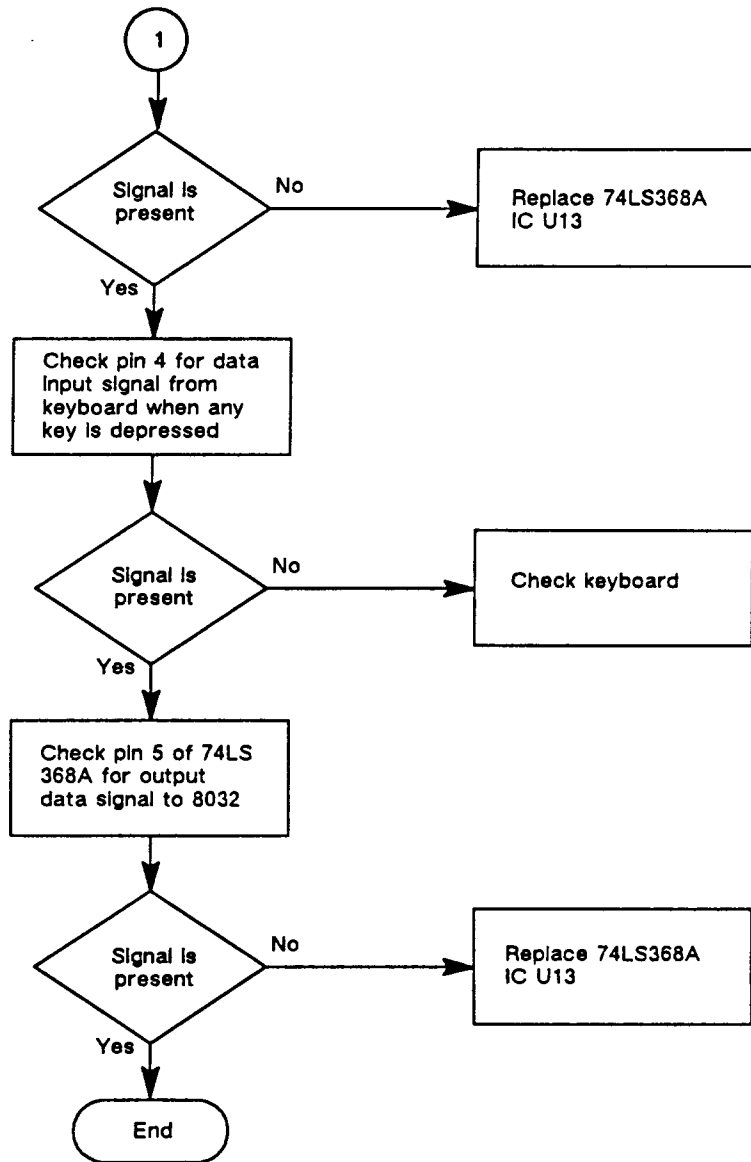 1
Signal is
present
No
Replace 74LS368A
IC U13
Yes
Check pin 4 for data
input signal from
keyboard when any
key is depressed
Signal is
present
No
Check keyboard
Yes
Check pin 5 of 74LS
368A for output
data signal to 8032
Signal is
present
No
Replace 74LS368A
IC U13
Yes
End